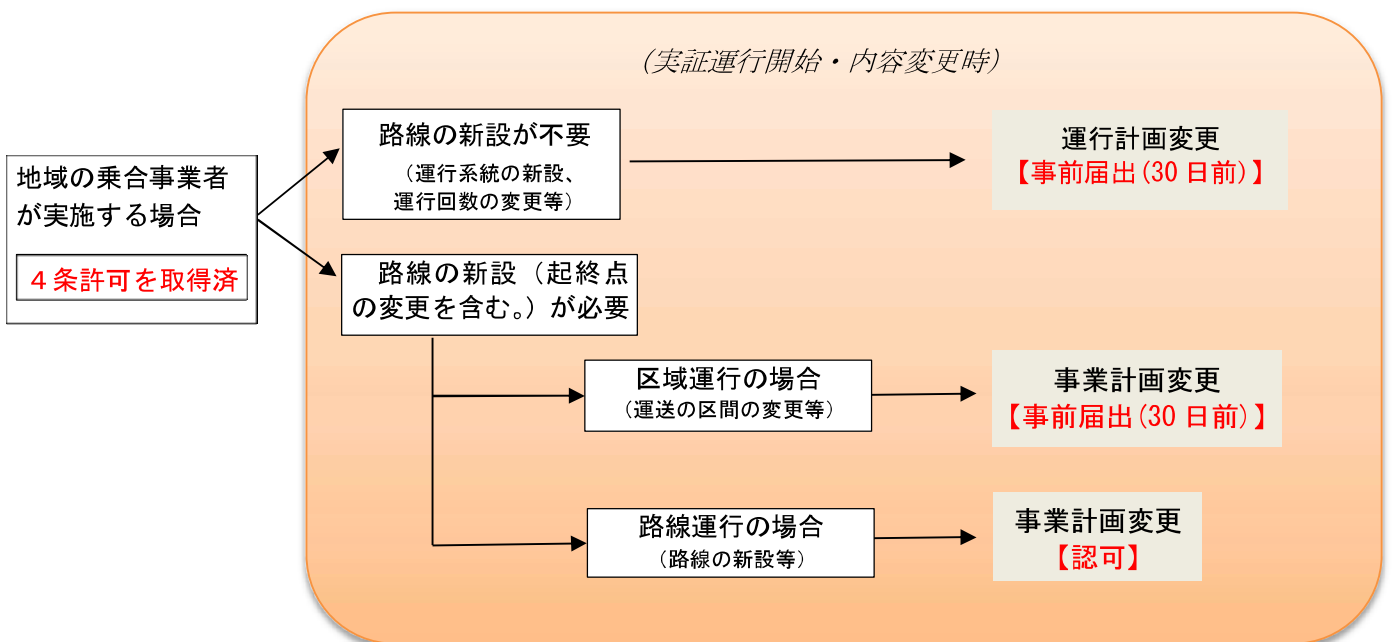 （実証運行開始・内容変更時）
地域の乗合事業者
が実施する場合
４条許可を取得済
路線の新設が不要
（運行系統の新設、
運行回数の変更等）
運行計画変更
【事前届出(30日前)】
路線の新設（起終点
の変更を含む。）が必要
区域運行の場合
（運送の区間の変更等）
事業計画変更
【事前届出(30日前)】
路線運行の場合
（路線の新設等）
事業計画変更
【認可】